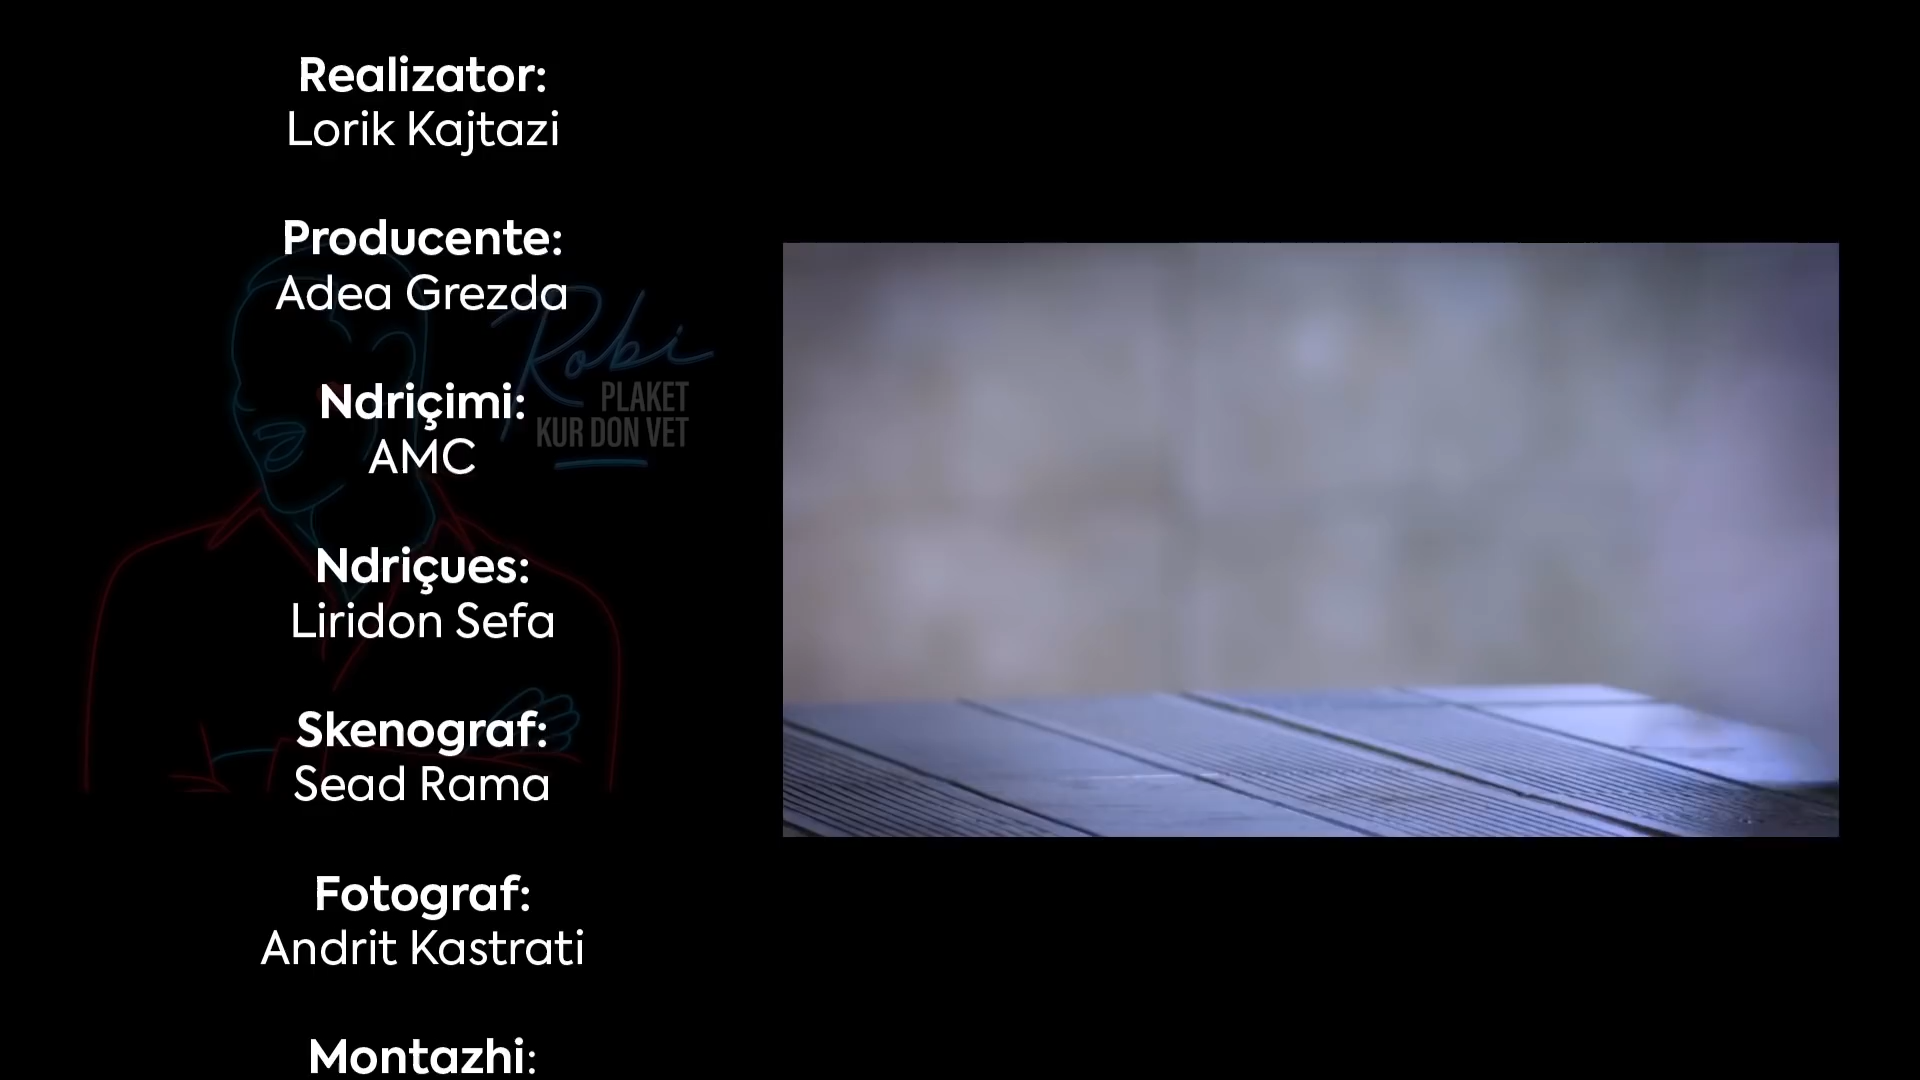 Realizator:
Lorik Kajtazi
Producente:
Adea Grezda
Robi
PLAKET
KUR DON VET
Ndriçimi:
AMC
Ndriçues:
Liridon Sefa
Skenograf:
Sead Rama
Fotograf:
Andrit Kastrati
Montazhi: